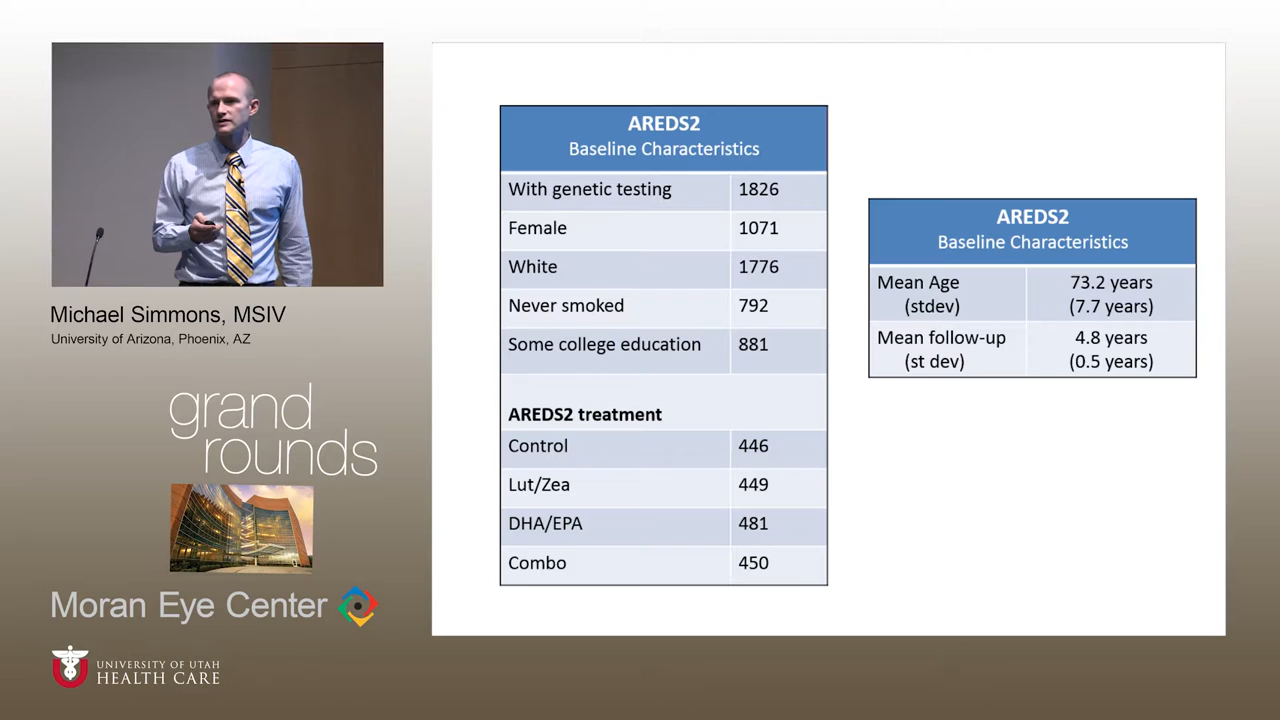 AREDS2
Baseline Characteristics
With genetic testing 1826
Female 1071
White 1776
Never smoked 792
Some college education 881
AREDS2 treatment
Control 446
Lut/Zea 449
DHA/EPA 481
Combo 450
AREDS2
Baseline Characteristics
Mean Age 73.2 years
(stdev) (7.7 years)
Mean follow-up 4.8 years
(st dev) (0.5 years)
Michael Simmons, MSIV
University of Arizona, Phoenix, AZ
grand
rounds
Moran Eye Center
U
UNIVERSITY OF UTAH
HEALTH CARE